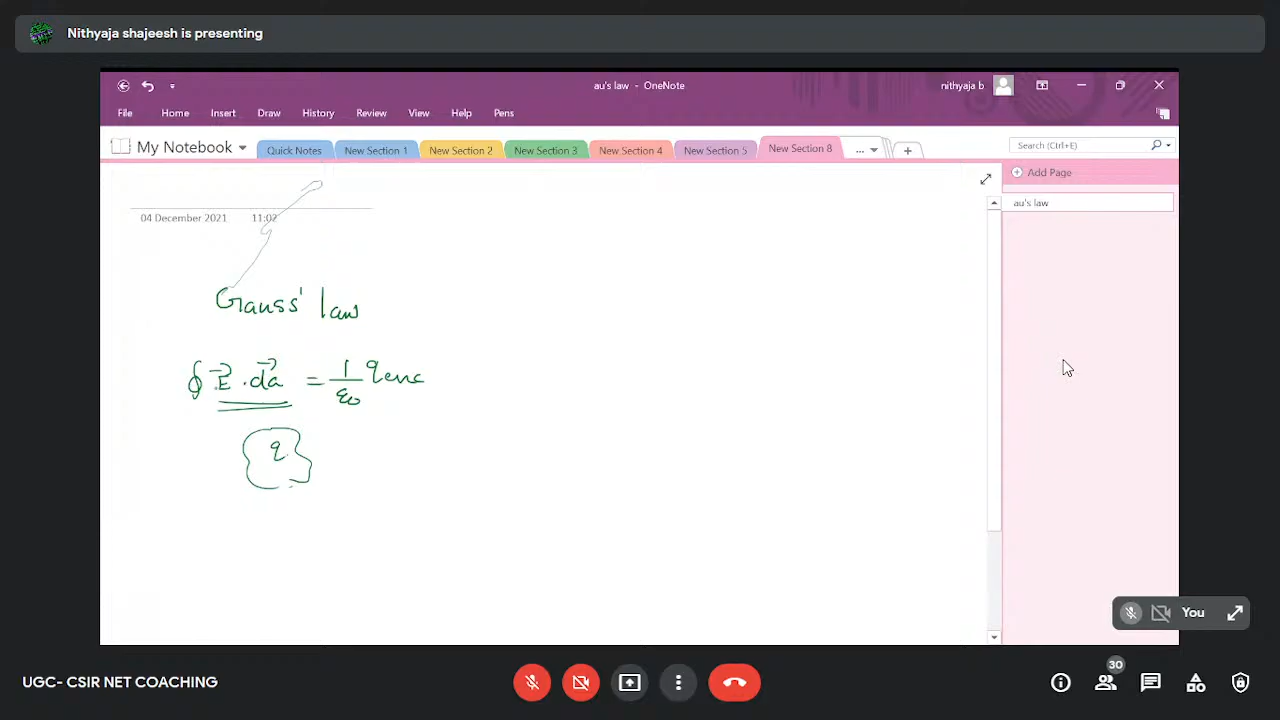 Nithyaja shajeesh is presenting
au's law - OneNote
nithyaja b
File Home Insert Draw History Review View Help Pens
My Notebook Quick Notes New Section 1 New Section 2 New Section 3 New Section 4 New Section 5 New Section 8 ... + Search (Ctrl+E)
Add Page
au's law
04 December 2021 11:02
Gauss' law
∮ E⃗ · da⃗ = 1/ε₀ qenc
q
You
UGC- CSIR NET COACHING
30